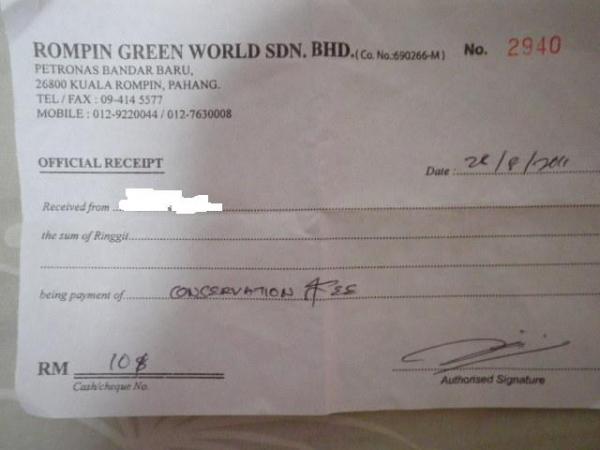 ROMPIN GREEN WORLD SDN. BHD. (Co. No.:690266-M) No. 2940
PETRONAS BANDAR BARU,
26800 KUALA ROMPIN, PAHANG.
TEL / FAX : 09-414 5577
MOBILE : 012-9220044 / 012-7630008
OFFICIAL RECEIPT
Date :
Received from
the sum of Ringgit
being payment of CONSERVATION FEE
RM 10
Cash/cheque No.
Authorised Signature